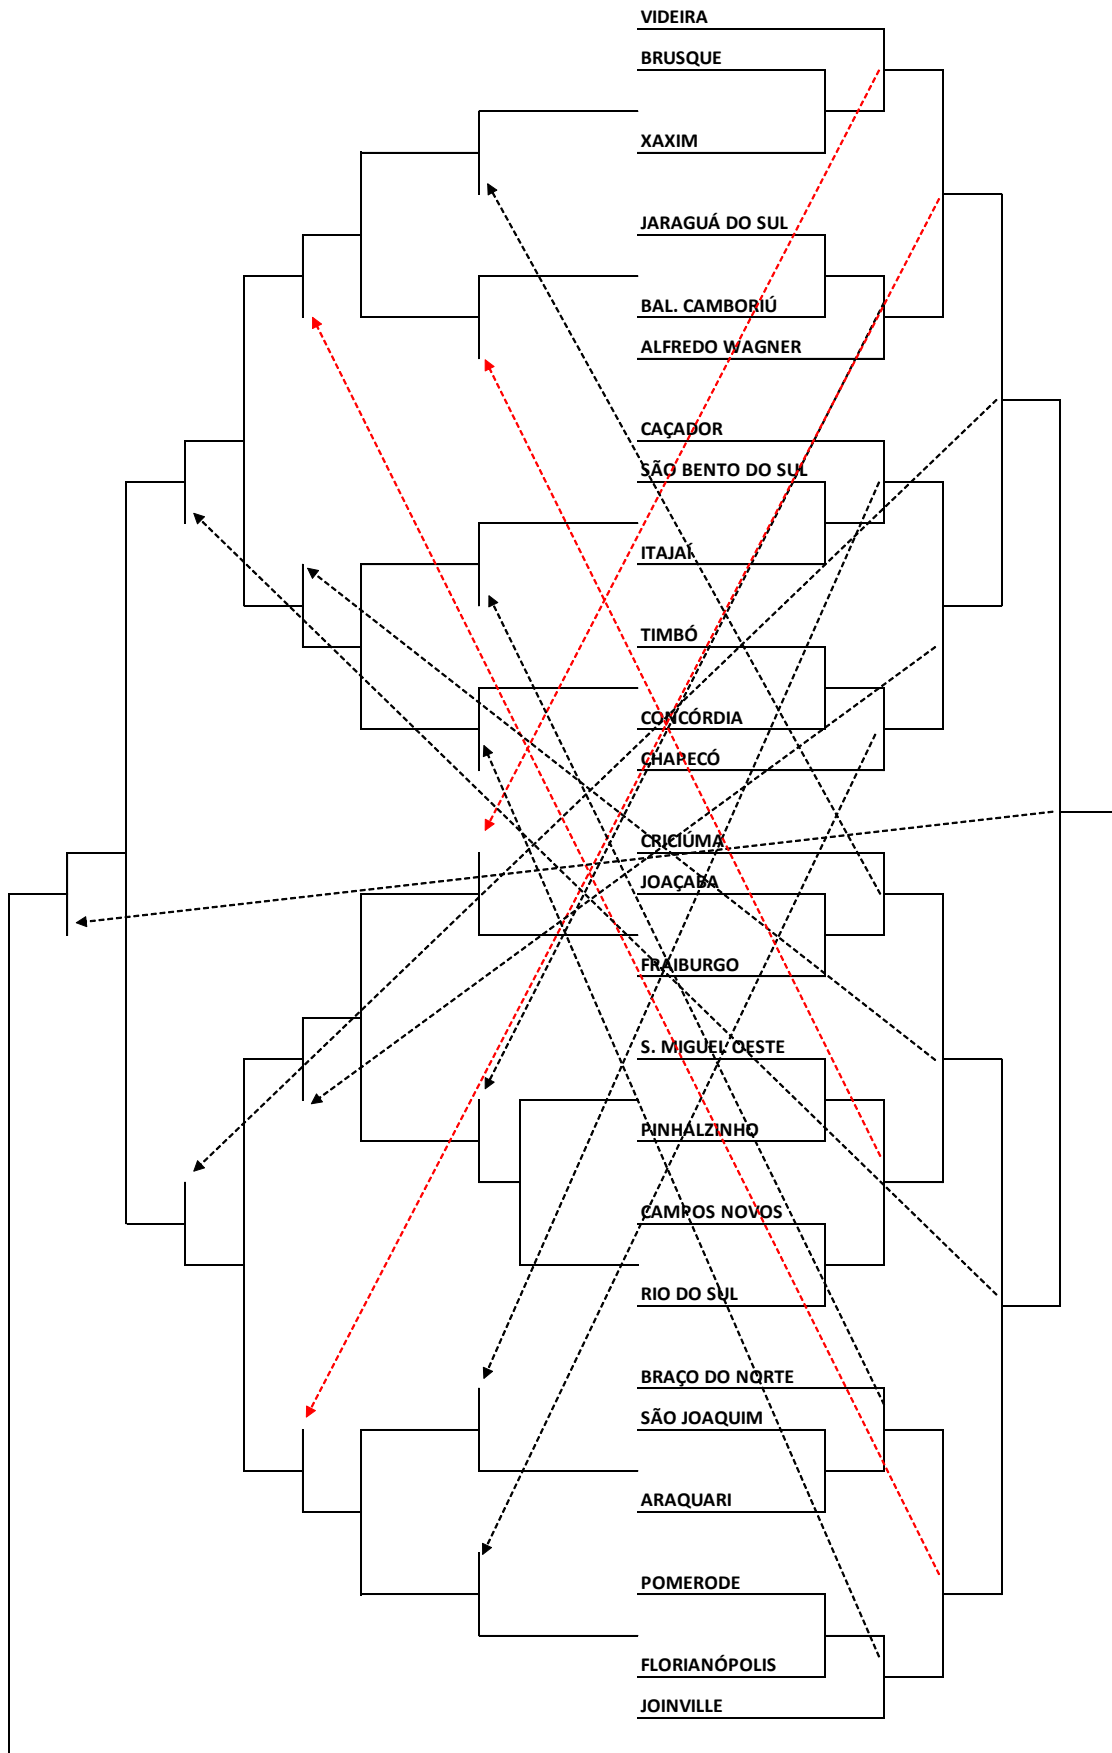 VIDEIRA
BRUSQUE
XAXIM
JARAGUÁ DO SUL
BAL. CAMBORIÚ
ALFREDO WAGNER
CAÇADOR
SÃO BENTO DO SUL
ITAJAÍ
TIMBÓ
CONCÓRDIA
CHAPECÓ
CRICIÚMA
JOAÇABA
FRAIBURGO
S. MIGUEL OESTE
PINHALZINHO
CAMPOS NOVOS
RIO DO SUL
BRAÇO DO NORTE
SÃO JOAQUIM
ARAQUARI
POMERODE
FLORIANÓPOLIS
JOINVILLE